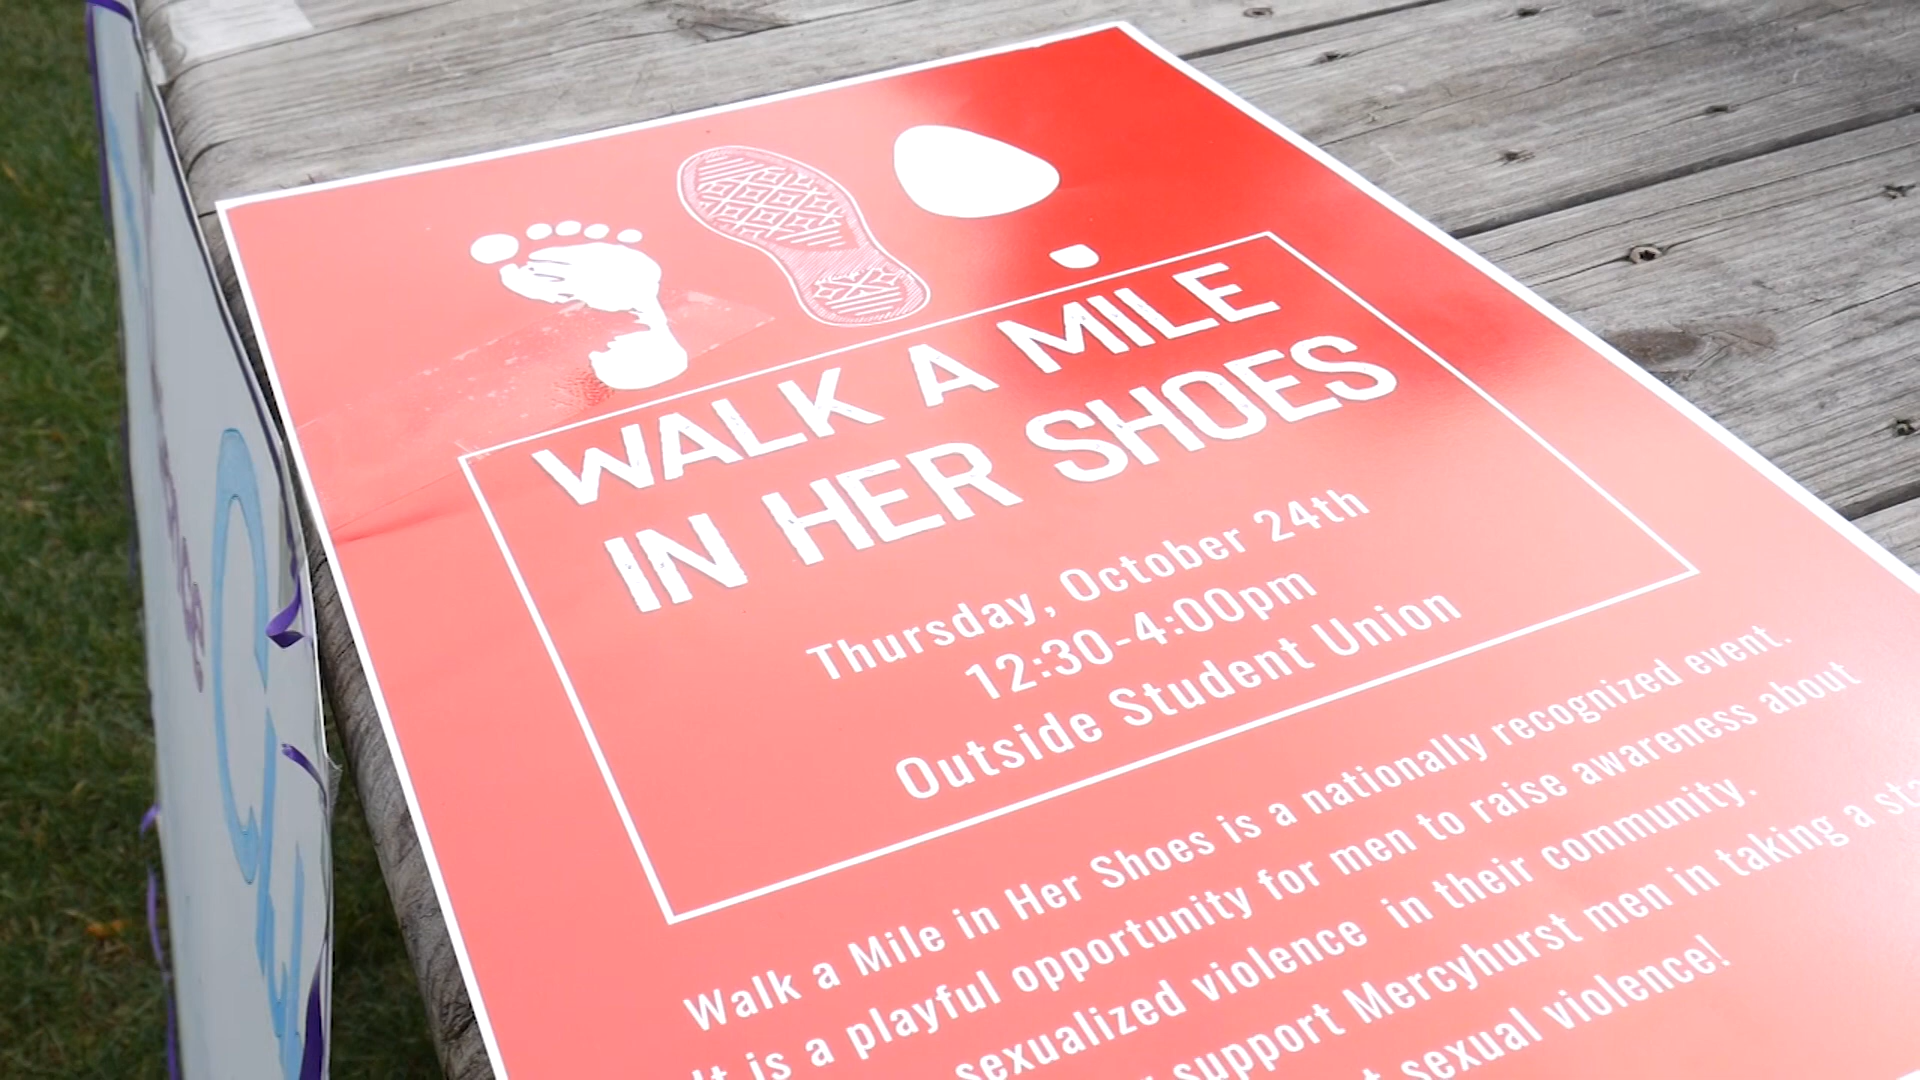 WALK A MILE
IN HER SHOES
Thursday, October 24th
12:30-4:00pm
Outside Student Union
Walk a Mile in Her Shoes is a nationally recognized event.
It is a playful opportunity for men to raise awareness about
sexualized violence in their community.
support Mercyhurst men in taking a
sexual violence!